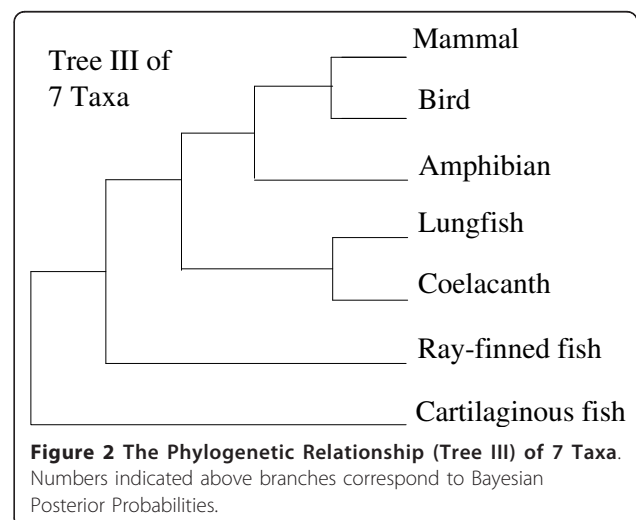 Tree III of
7 Taxa
Mammal
Bird
Amphibian
Lungfish
Coelacanth
Ray-finned fish
Cartilaginous fish
Figure 2 The Phylogenetic Relationship (Tree III) of 7 Taxa.
Numbers indicated above branches correspond to Bayesian
Posterior Probabilities.